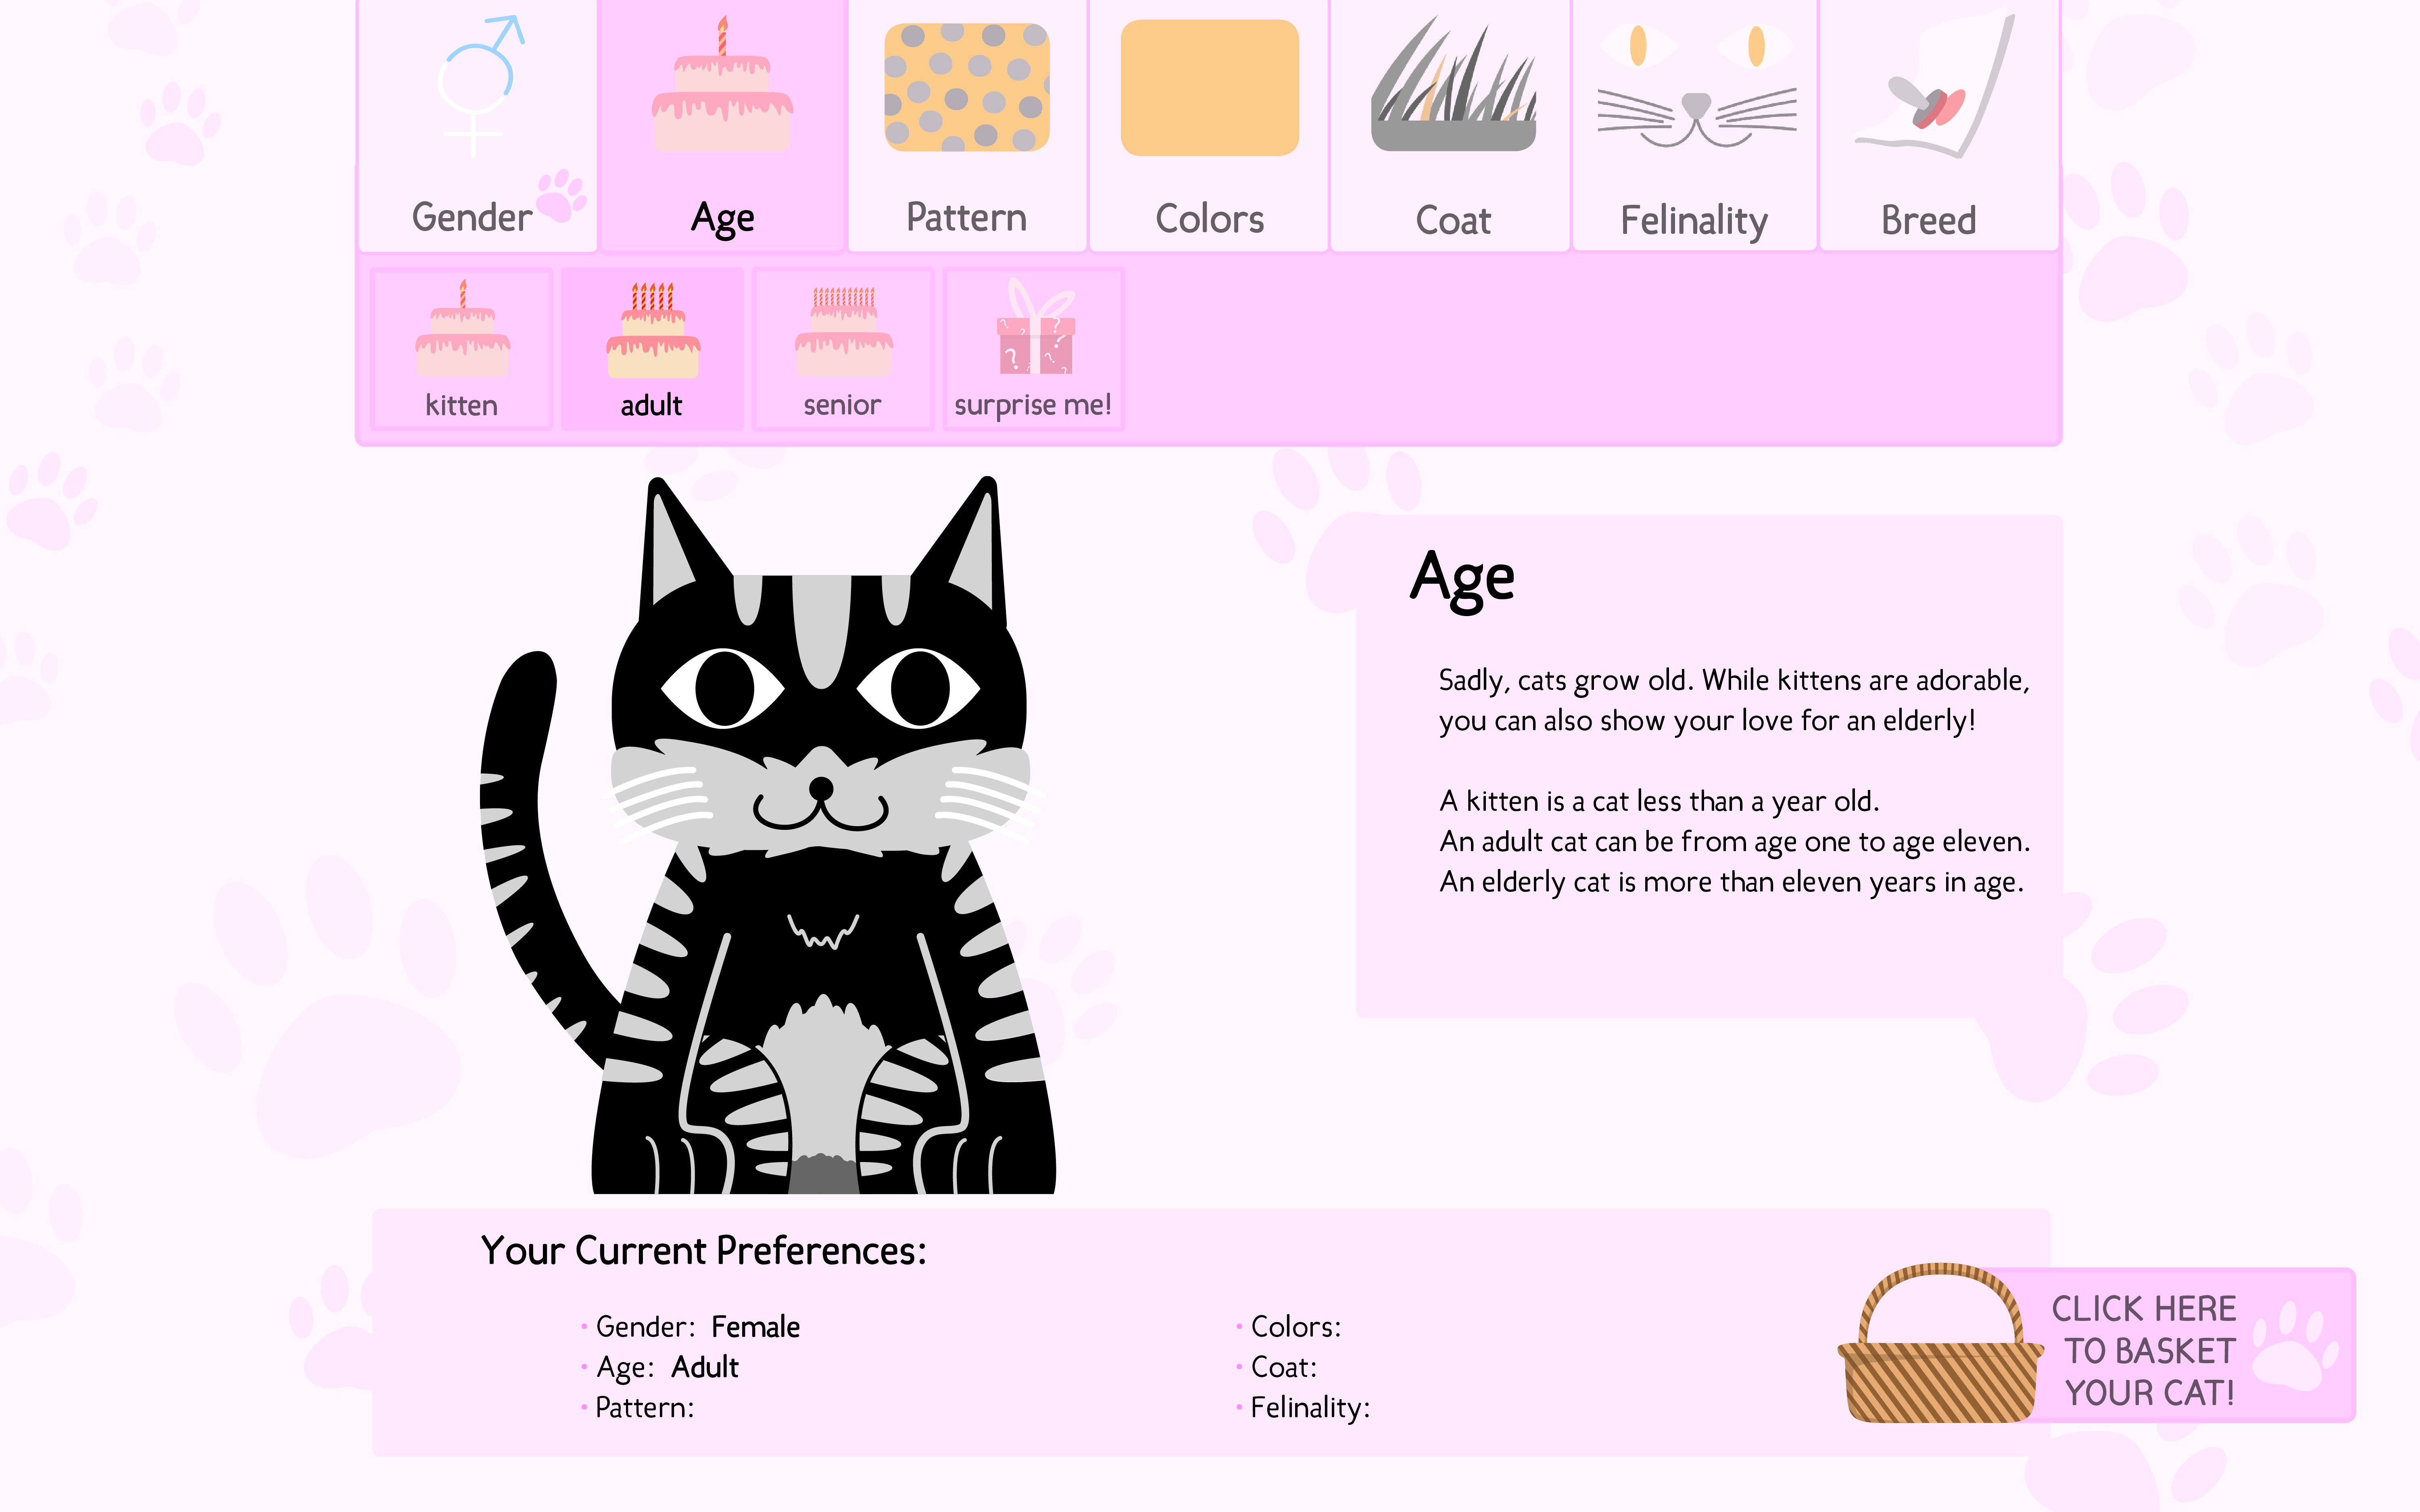 Gender
Age
Pattern
Colors
Coat
Felinality
Breed
kitten
adult
senior
surprise me!
? ? ? ? ? ? ?
Age
Sadly, cats grow old. While kittens are adorable,
you can also show your love for an elderly!
A kitten is a cat less than a year old.
An adult cat can be from age one to age eleven.
An elderly cat is more than eleven years in age.
Your Current Preferences:
• Gender: Female
• Age: Adult
• Pattern:
• Colors:
• Coat:
• Felinality:
CLICK HERE
TO BASKET
YOUR CAT!